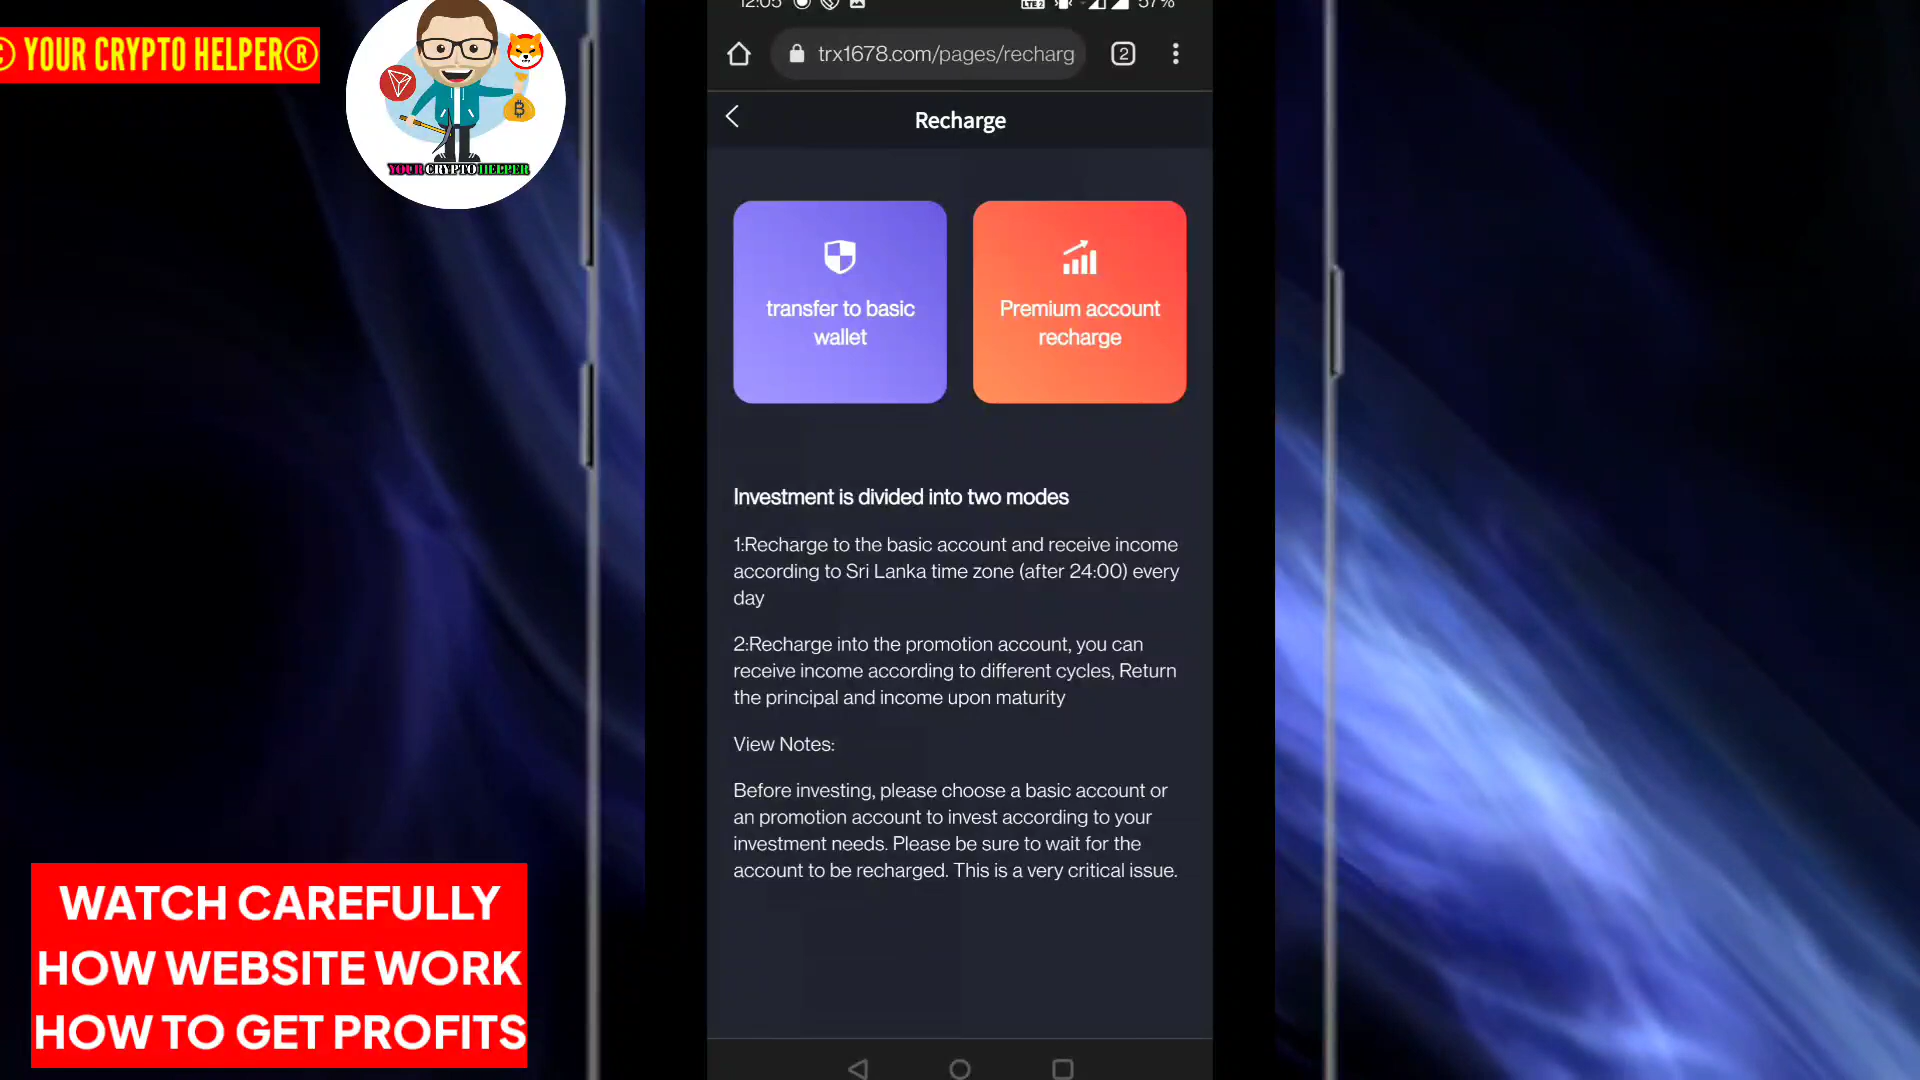 © YOUR CRYPTO HELPER®
YOUR CRYPTO HELPER
12:05
LTE 2
57%
trx1678.com/pages/recharg
2
Recharge
transfer to basic
wallet
Premium account
recharge
Investment is divided into two modes
1:Recharge to the basic account and receive income
according to Sri Lanka time zone (after 24:00) every
day
2:Recharge into the promotion account, you can
receive income according to different cycles, Return
the principal and income upon maturity
View Notes:
Before investing, please choose a basic account or
an promotion account to invest according to your
investment needs. Please be sure to wait for the
account to be recharged. This is a very critical issue.
WATCH CAREFULLY
HOW WEBSITE WORK
HOW TO GET PROFITS